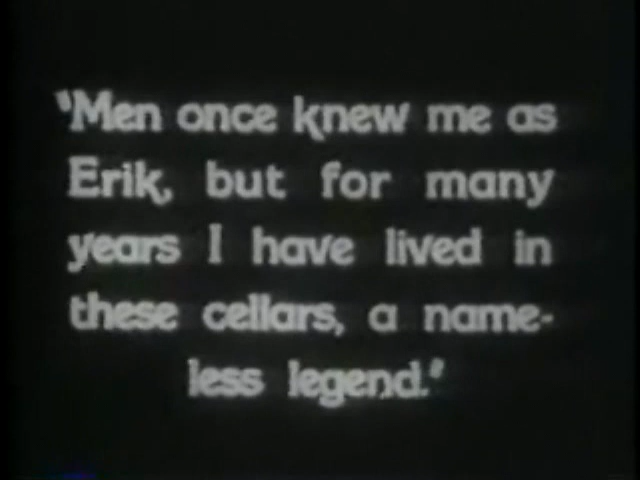 "Men once knew me as
Erik, but for many
years I have lived in
these cellars, a name-
less legend."